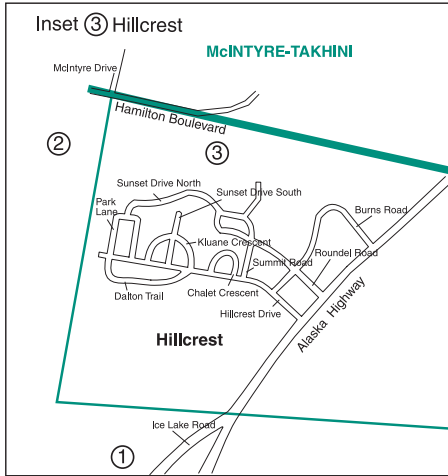 Inset ③ Hillcrest
McINTYRE-TAKHINI
McIntyre Drive
Hamilton Boulevard
②
③
Sunset Drive North
Sunset Drive South
Park
Lane
Burns Road
Kluane Crescent
Roundel Road
Summit Road
Dalton Trail
Chalet Crescent
Hillcrest Drive
Alaska Highway
Hillcrest
Ice Lake Road
①